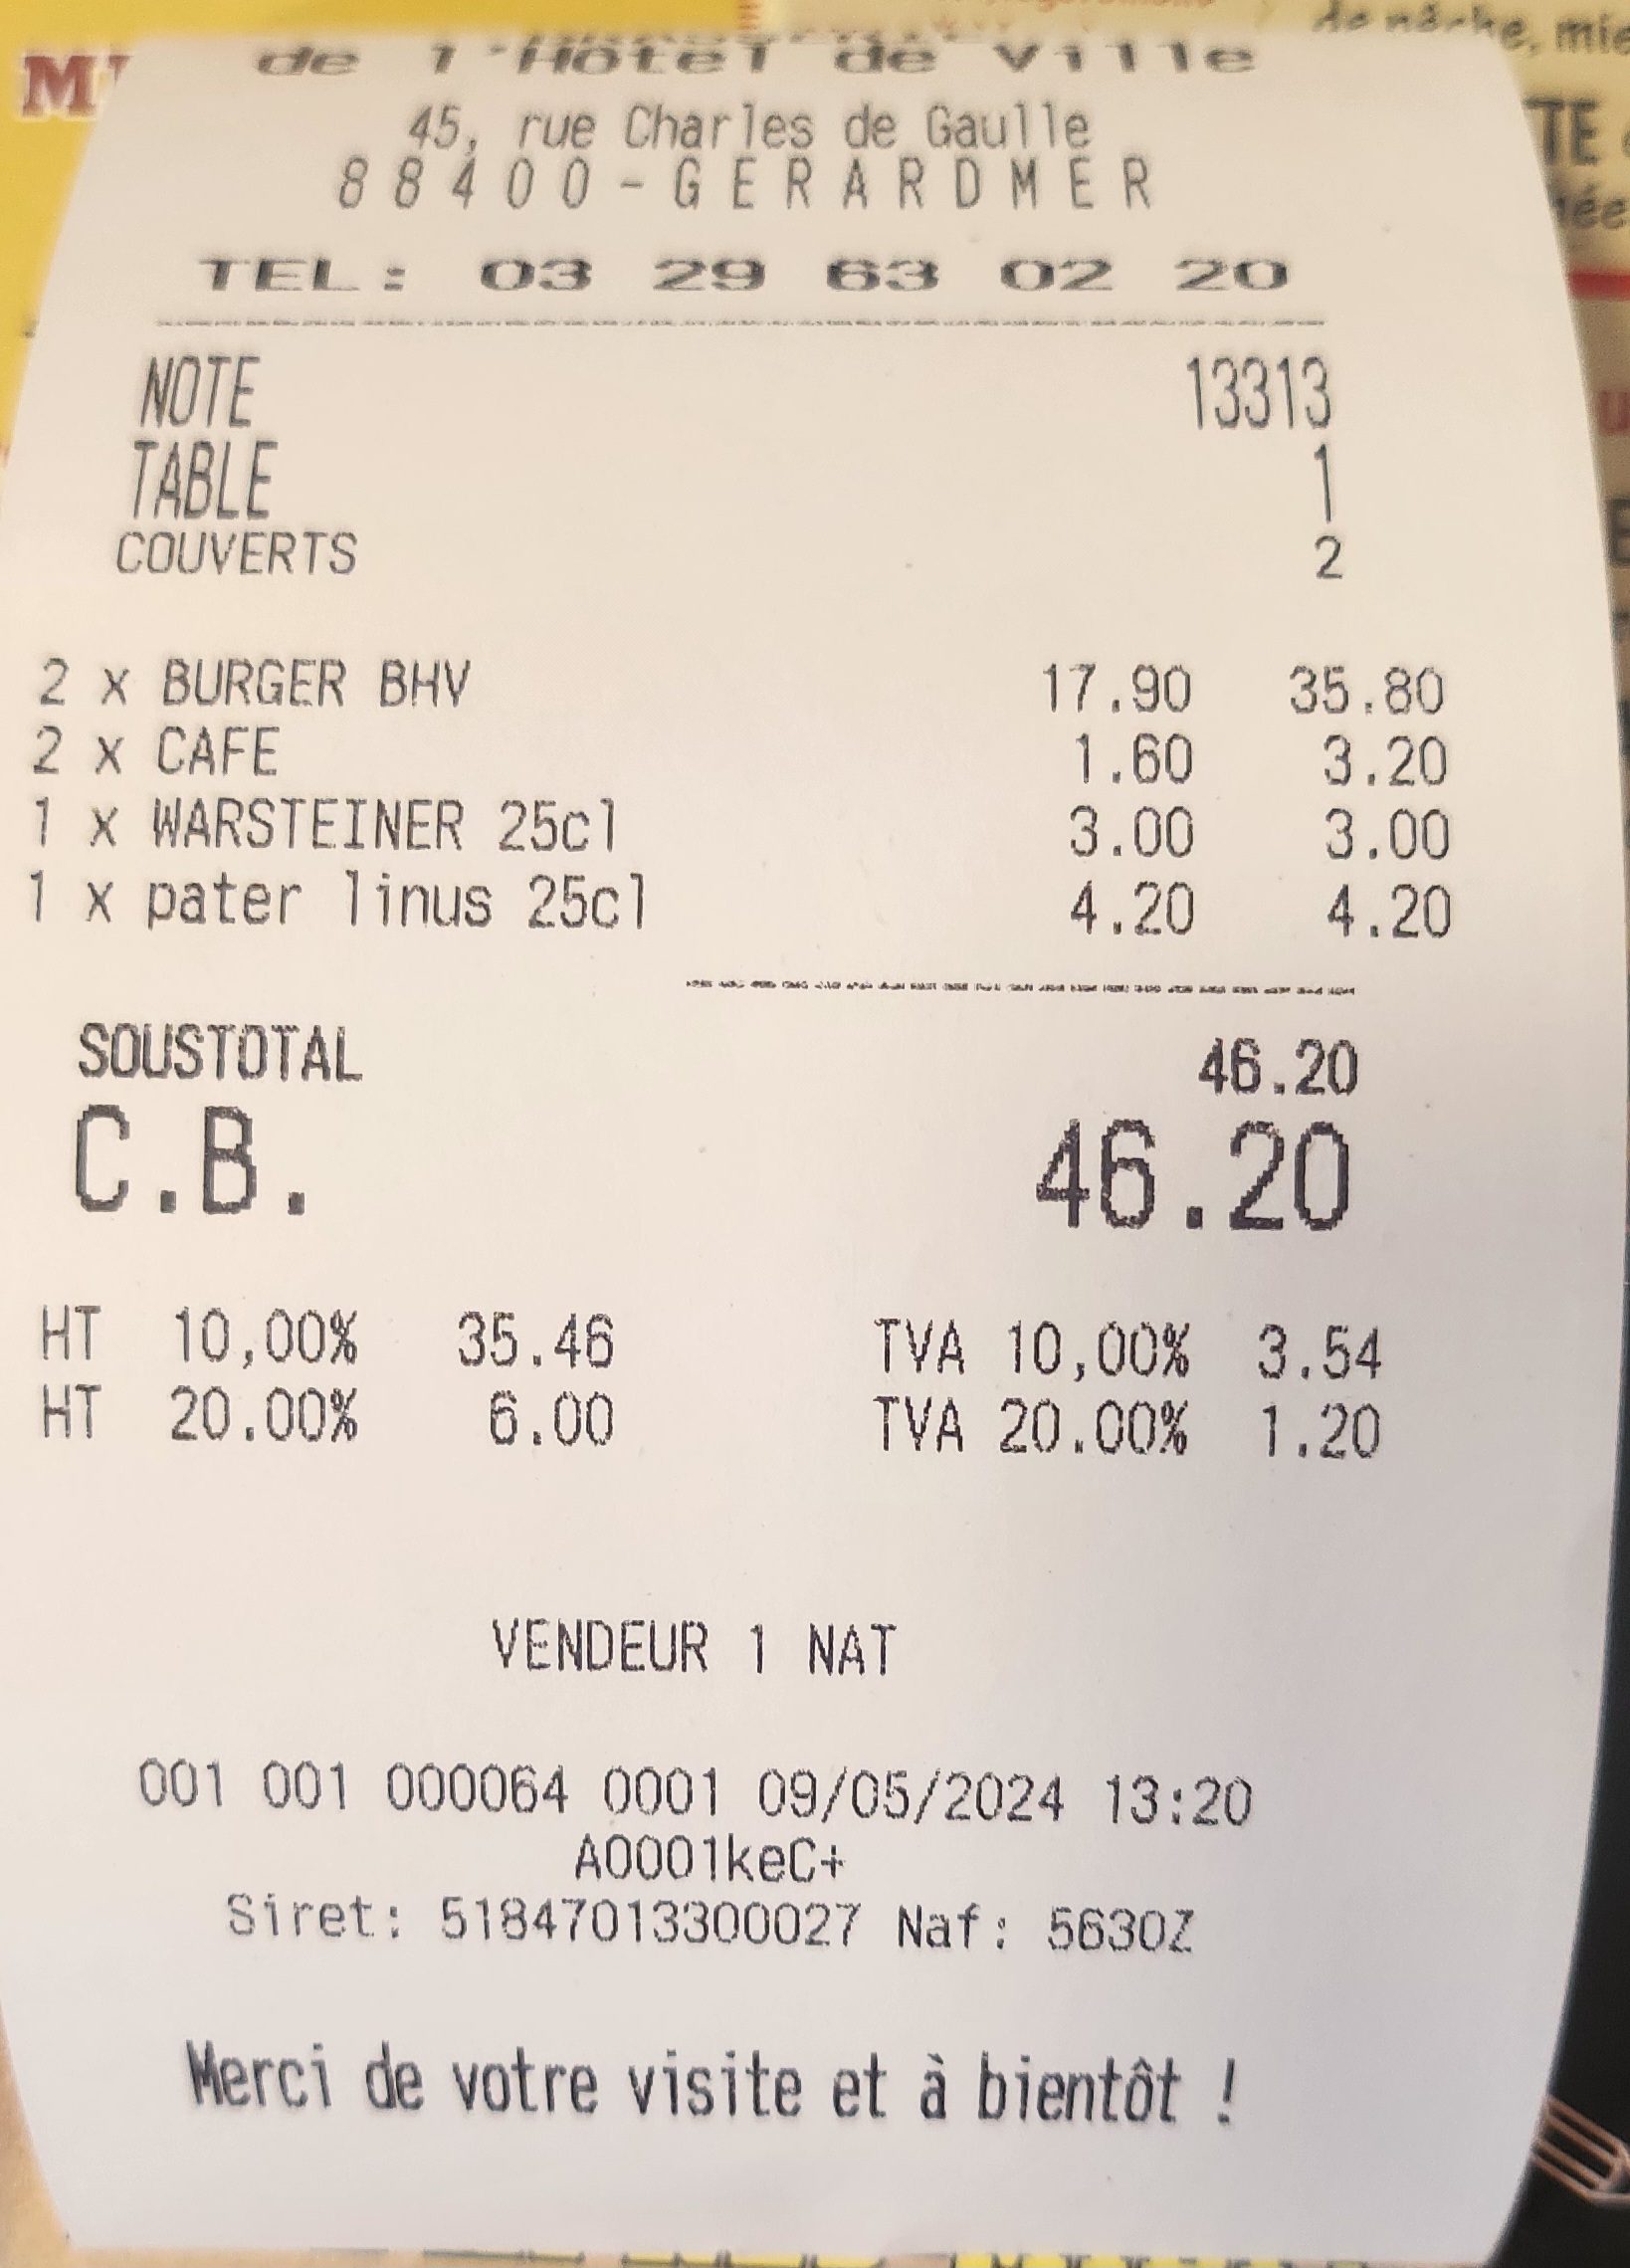 de l'Hôtel de Ville
45, rue Charles de Gaulle
88400-GERARDMER
TEL: 03 29 63 02 20
NOTE 13313
TABLE 1
COUVERTS 2
2 x BURGER BHV 17.90 35.80
2 x CAFE 1.60 3.20
1 x WARSTEINER 25cl 3.00 3.00
1 x pater linus 25cl 4.20 4.20
SOUSTOTAL 46.20
C.B. 46.20
HT 10,00% 35.46 TVA 10,00% 3.54
HT 20.00% 6.00 TVA 20.00% 1.20
VENDEUR 1 NAT
001 001 000064 0001 09/05/2024 13:20
A0001keC+
Siret: 51847013300027 Naf: 5630Z
Merci de votre visite et à bientôt !
de pêche, mie
TE